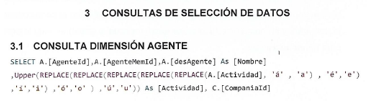 3 CONSULTAS DE SELECCIÓN DE DATOS
3.1 CONSULTA DIMENSIÓN AGENTE
SELECT A.[AgenteId],A.[AgenteMemId],A.[desAgente] As [Nombre]
,Upper(REPLACE(REPLACE(REPLACE(REPLACE(REPLACE(A.[Actividad], 'á' , 'a') , 'é','e')
,'í','i') ,'ó','o' ) ,'ú','u')) As [Actividad], C.[CompaniaId]